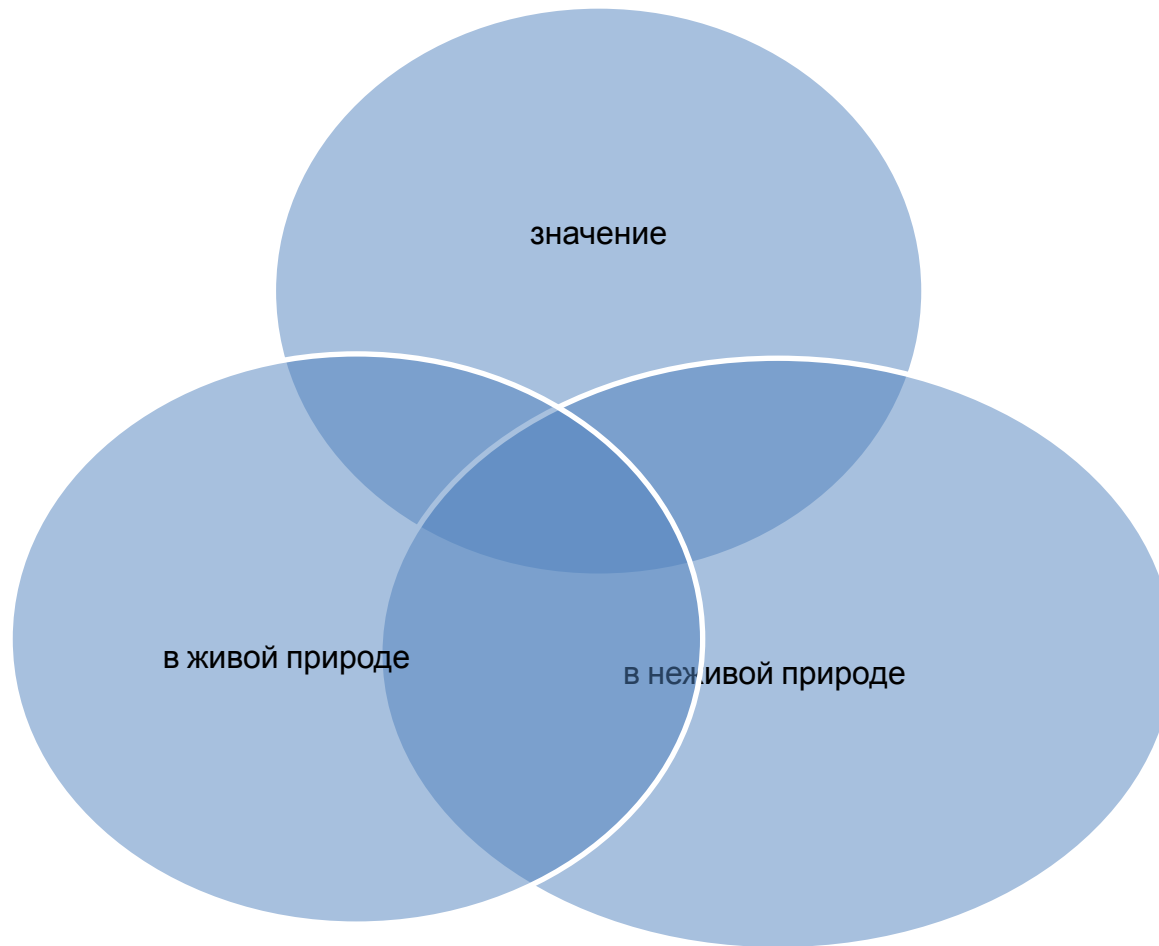 значение
в живой природе
в неживой природе